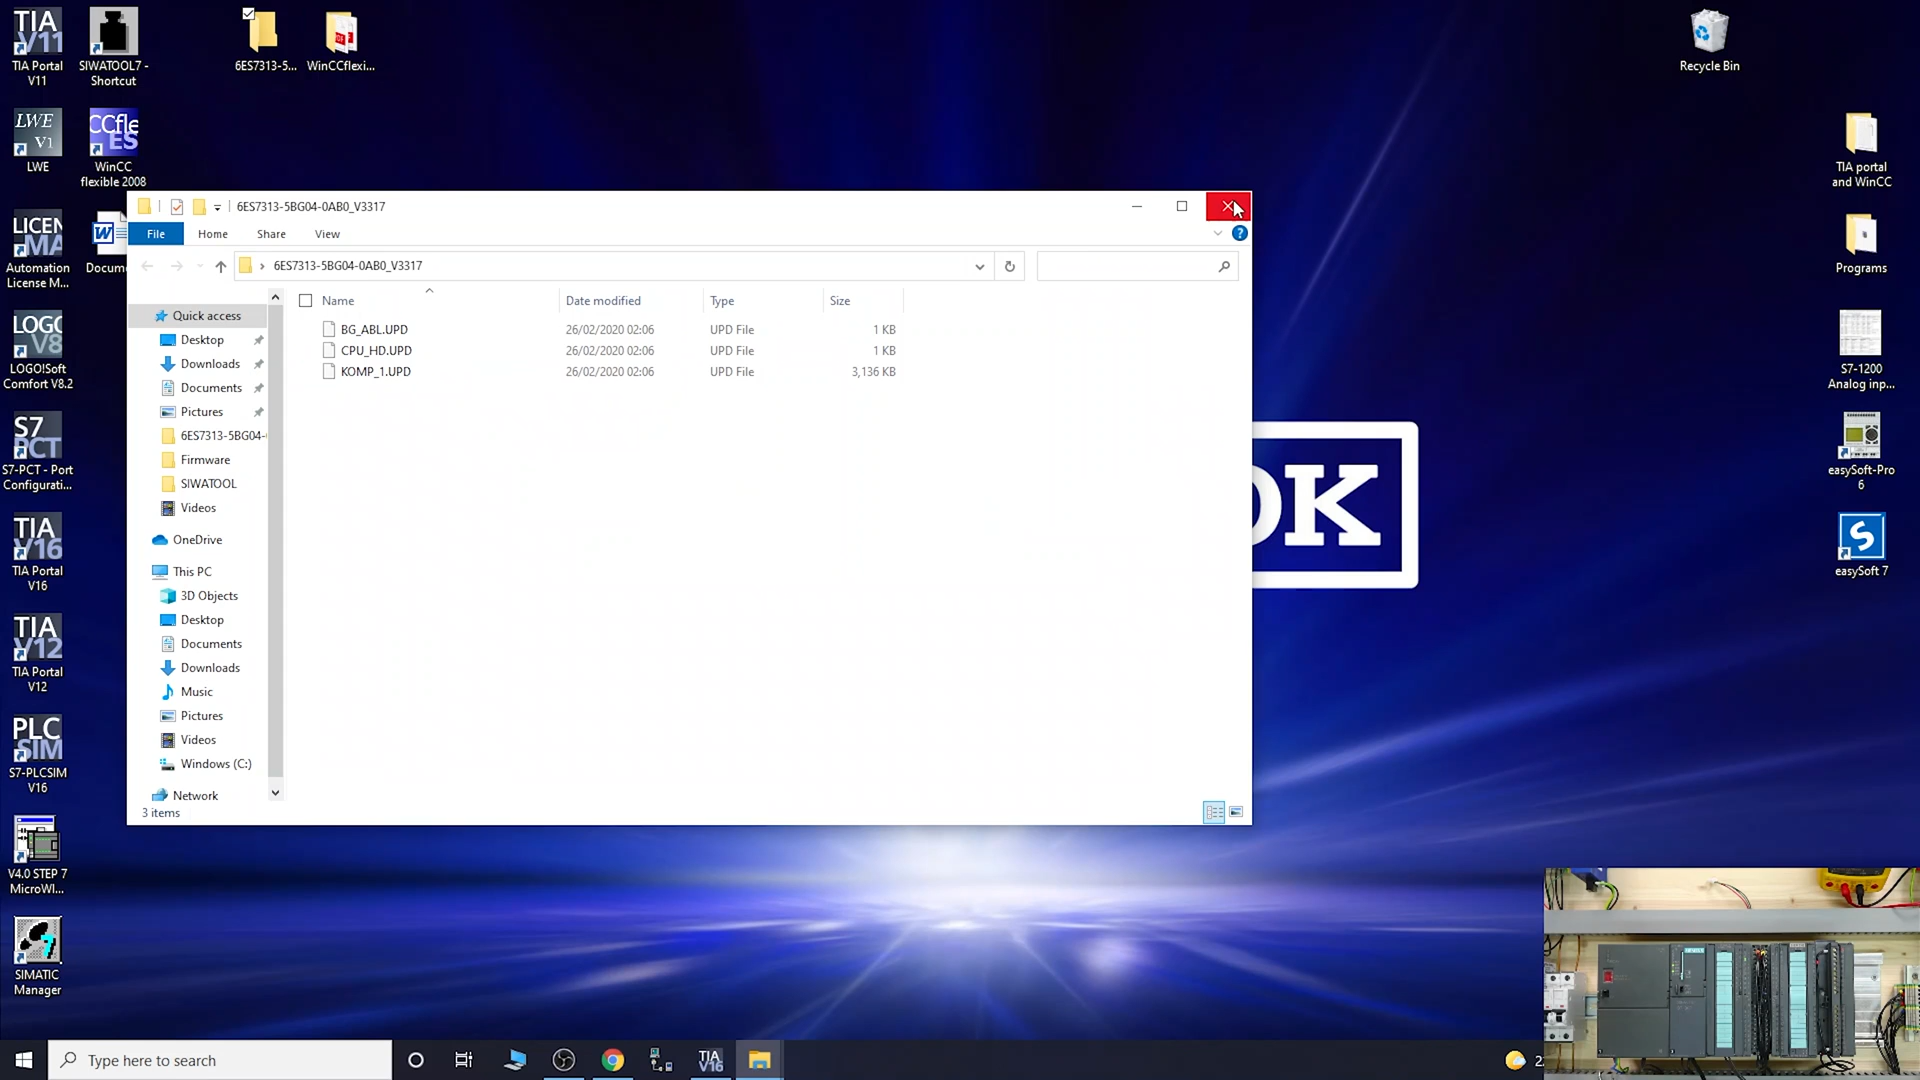 TIA
V11
TIA Portal
V11
SIWATOOL7 -
Shortcut
6ES7313-5...
WinCCflexi...
Recycle Bin
LWE
V1
LWE
CCfle
ES
WinCC
flexible 2008
TIA portal
and WinCC
6ES7313-5BG04-0AB0_V3317
File
Home
Share
View
6ES7313-5BG04-0AB0_V3317
Name
Date modified
Type
Size
BG_ABL.UPD
26/02/2020 02:06
UPD File
1 KB
CPU_HD.UPD
26/02/2020 02:06
UPD File
1 KB
KOMP_1.UPD
26/02/2020 02:06
UPD File
3,136 KB
Quick access
Desktop
Downloads
Documents
Pictures
6ES7313-5BG04-
Firmware
SIWATOOL
Videos
OneDrive
This PC
3D Objects
Desktop
Documents
Downloads
Music
Pictures
Videos
Windows (C:)
Network
3 items
LICEN
MA
Automation
License M...
Docum
LOGO
V8
LOGO!Soft
Comfort V8.2
S7
PCT
S7-PCT - Port
Configurati...
TIA
V16
TIA Portal
V16
TIA
V12
TIA Portal
V12
PLC
SIM
S7-PLCSIM
V16
V4.0 STEP 7
MicroWI...
SIMATIC
Manager
Programs
S7-1200
Analog inp...
easySoft-Pro
6
S
easySoft 7
OK
Type here to search
TIA
V16